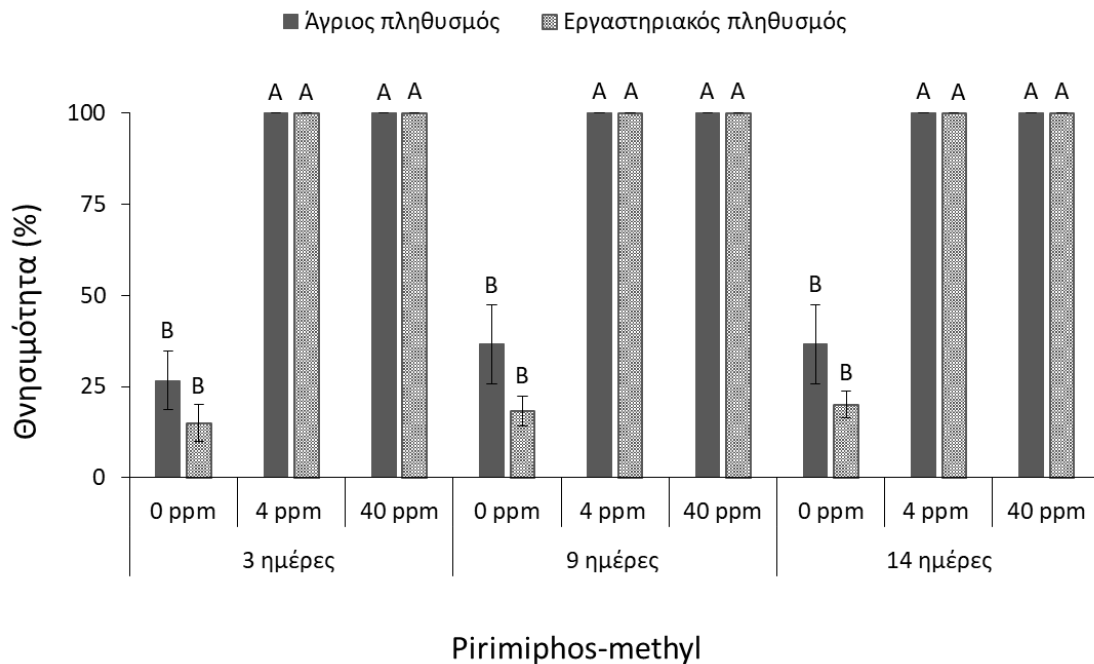 Άγριος πληθυσμός Εργαστηριακός πληθυσμός
A A A A A A A A A A A A
100
75
50
25
0
B B B B B B
Θνησιμότητα (%)
0 ppm 4 ppm 40 ppm 0 ppm 4 ppm 40 ppm 0 ppm 4 ppm 40 ppm
3 ημέρες 9 ημέρες 14 ημέρες
Pirimiphos-methyl